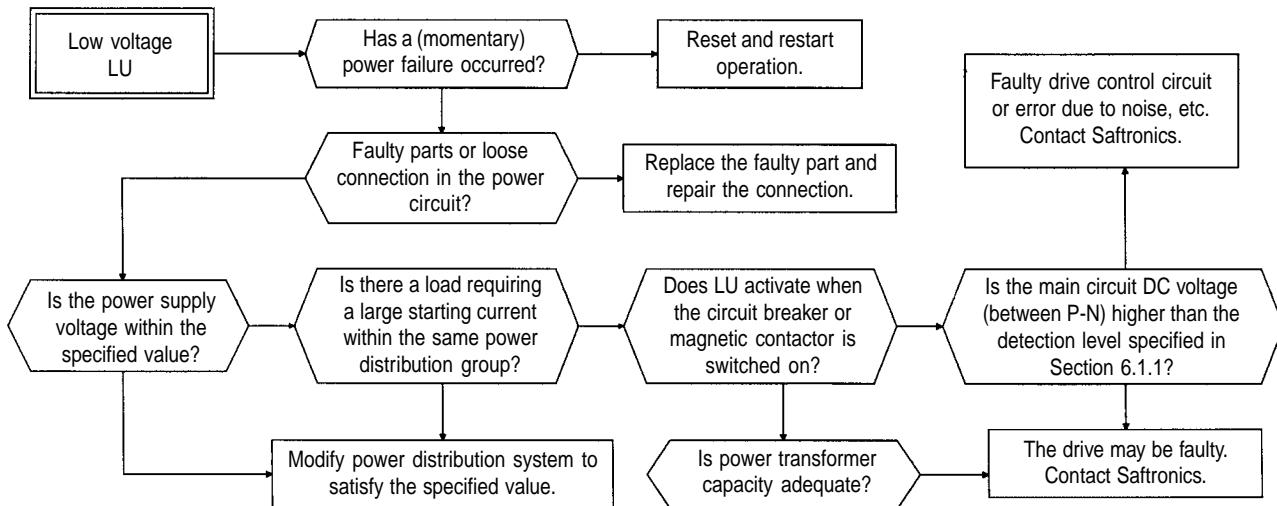 Low voltage
LU
Has a (momentary)
power failure occurred?
Reset and restart
operation.
Faulty drive control circuit
or error due to noise, etc.
Contact Saftronics.
Faulty parts or loose
connection in the power
circuit?
Replace the faulty part and
repair the connection.
Is the power supply
voltage within the
specified value?
Is there a load requiring
a large starting current
within the same power
distribution group?
Does LU activate when
the circuit breaker or
magnetic contactor is
switched on?
Is the main circuit DC voltage
(between P-N) higher than the
detection level specified in
Section 6.1.1?
Modify power distribution system to
satisfy the specified value.
Is power transformer
capacity adequate?
The drive may be faulty.
Contact Saftronics.